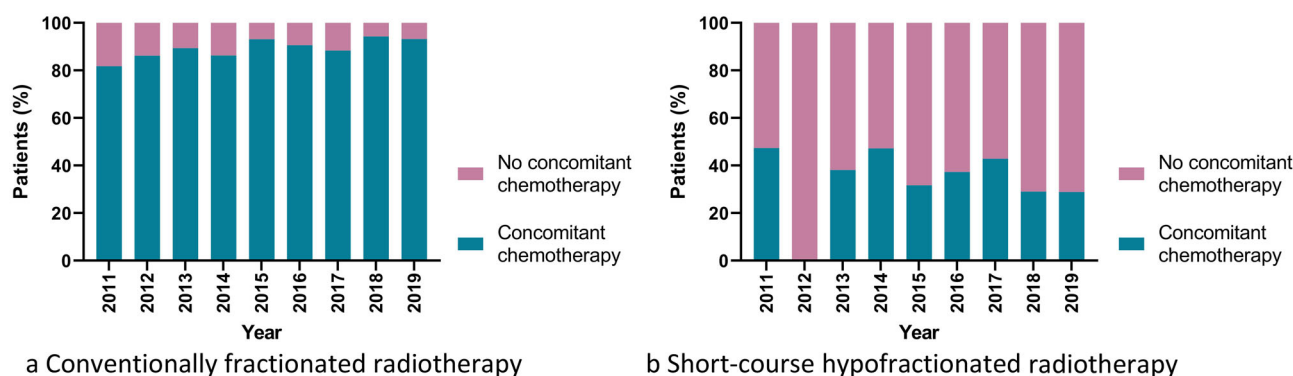 100
80
60
40
20
0
Patients (%)
2011
2012
2013
2014
2015
2016
2017
2018
2019
Year
No concomitant
chemotherapy
Concomitant
chemotherapy
a Conventionally fractionated radiotherapy
100
80
60
40
20
0
Patients (%)
2011
2012
2013
2014
2015
2016
2017
2018
2019
Year
No concomitant
chemotherapy
Concomitant
chemotherapy
b Short-course hypofractionated radiotherapy